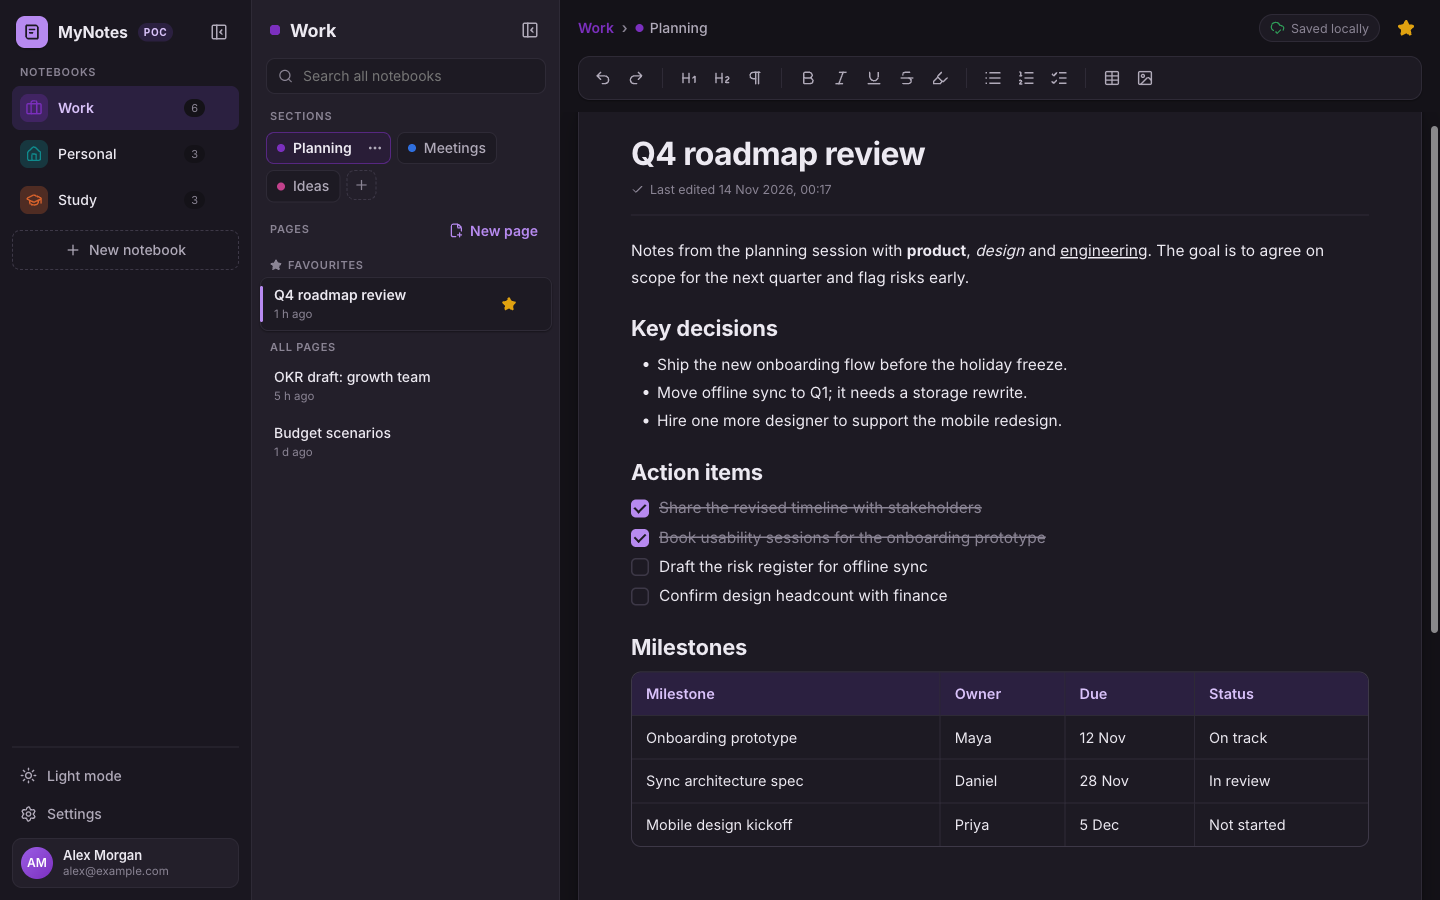 MyNotes POC
NOTEBOOKS
Work 6
Personal 3
Study 3
New notebook
Light mode
Settings
AM
Alex Morgan
alex@example.com
Work
Search all notebooks
SECTIONS
Planning
Meetings
Ideas
PAGES
New page
FAVOURITES
Q4 roadmap review
1 h ago
ALL PAGES
OKR draft: growth team
5 h ago
Budget scenarios
1 d ago
Work › Planning
Saved locally
H1 H2
Q4 roadmap review
Last edited 14 Nov 2026, 00:17
Notes from the planning session with product, design and engineering. The goal is to agree on
scope for the next quarter and flag risks early.
Key decisions
• Ship the new onboarding flow before the holiday freeze.
• Move offline sync to Q1; it needs a storage rewrite.
• Hire one more designer to support the mobile redesign.
Action items
Share the revised timeline with stakeholders
Book usability sessions for the onboarding prototype
Draft the risk register for offline sync
Confirm design headcount with finance
Milestones
Milestone Owner Due Status
Onboarding prototype Maya 12 Nov On track
Sync architecture spec Daniel 28 Nov In review
Mobile design kickoff Priya 5 Dec Not started